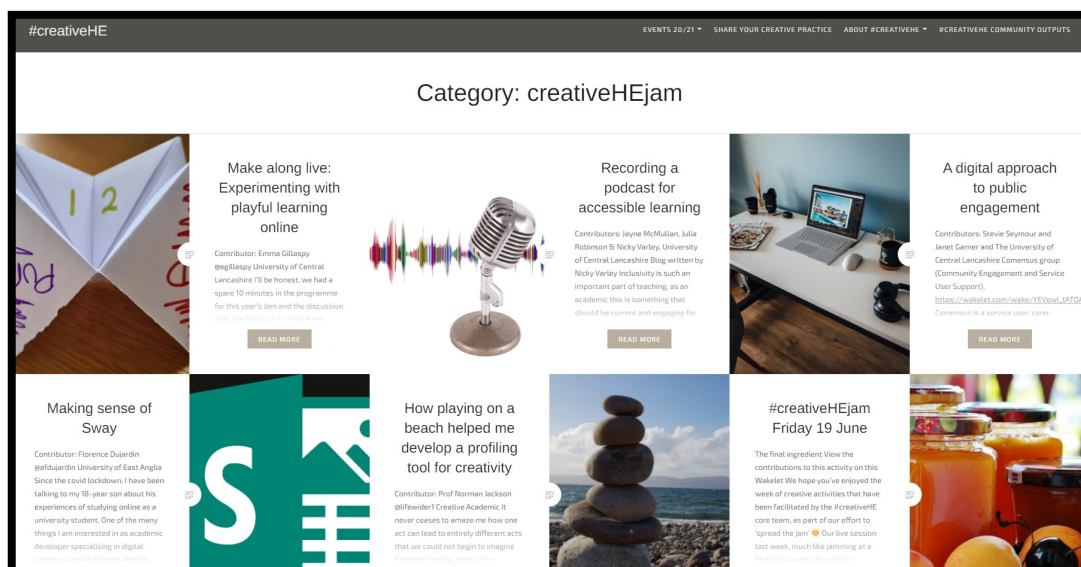 #creativeHE
EVENTS 20/21
SHARE YOUR CREATIVE PRACTICE
ABOUT #CREATIVEHE
#CREATIVEHE COMMUNITY OUTPUTS
Category: creativeHEjam
1 2
Make along live:
Experimenting with
playful learning
online
Contributor: Emma Gillaspy
@egillaspy University of Central
Lancashire I'll be honest, we had a
spare 10 minutes in the programme
for this year's Jam and the discussion
READ MORE
Recording a
podcast for
accessible learning
Contributors: Jayne McMullan, Julia
Robinson & Nicky Varley, University
of Central Lancashire Blog written by
Nicky Varley Inclusivity is such an
important part of teaching, as an
academic this is something that
should be current and engaging for
READ MORE
A digital approach
to public
engagement
Contributors: Stevie Seymour and
Janet Garner and The University of
Central Lancashire Comensus group
(Community Engagement and Service
User Support).
https://wakelet.com/wake/YEVpwI_tATOA
Comensus is a service user, carer,
READ MORE
Making sense of
Sway
Contributor: Florence Dujardin
@afdujardin University of East Anglia
Since the covid lockdown, I have been
talking to my 18-year son about his
experiences of studying online as a
university student. One of the many
things I am interested in as academic
developer specialising in digital
S
How playing on a
beach helped me
develop a profiling
tool for creativity
Contributor: Prof Norman Jackson
@lifewider1 Creative Academic It
never ceases to amaze me how one
act can lead to entirely different acts
that we could not begin to imagine
#creativeHEjam
Friday 19 June
The final ingredient View the
contributions to this activity on this
Wakelet We hope you've enjoyed the
week of creative activities that have
been facilitated by the #creativeHE
core team, as part of our effort to
'spread the jam' 😊 Our live session
last week, much like jamming at a